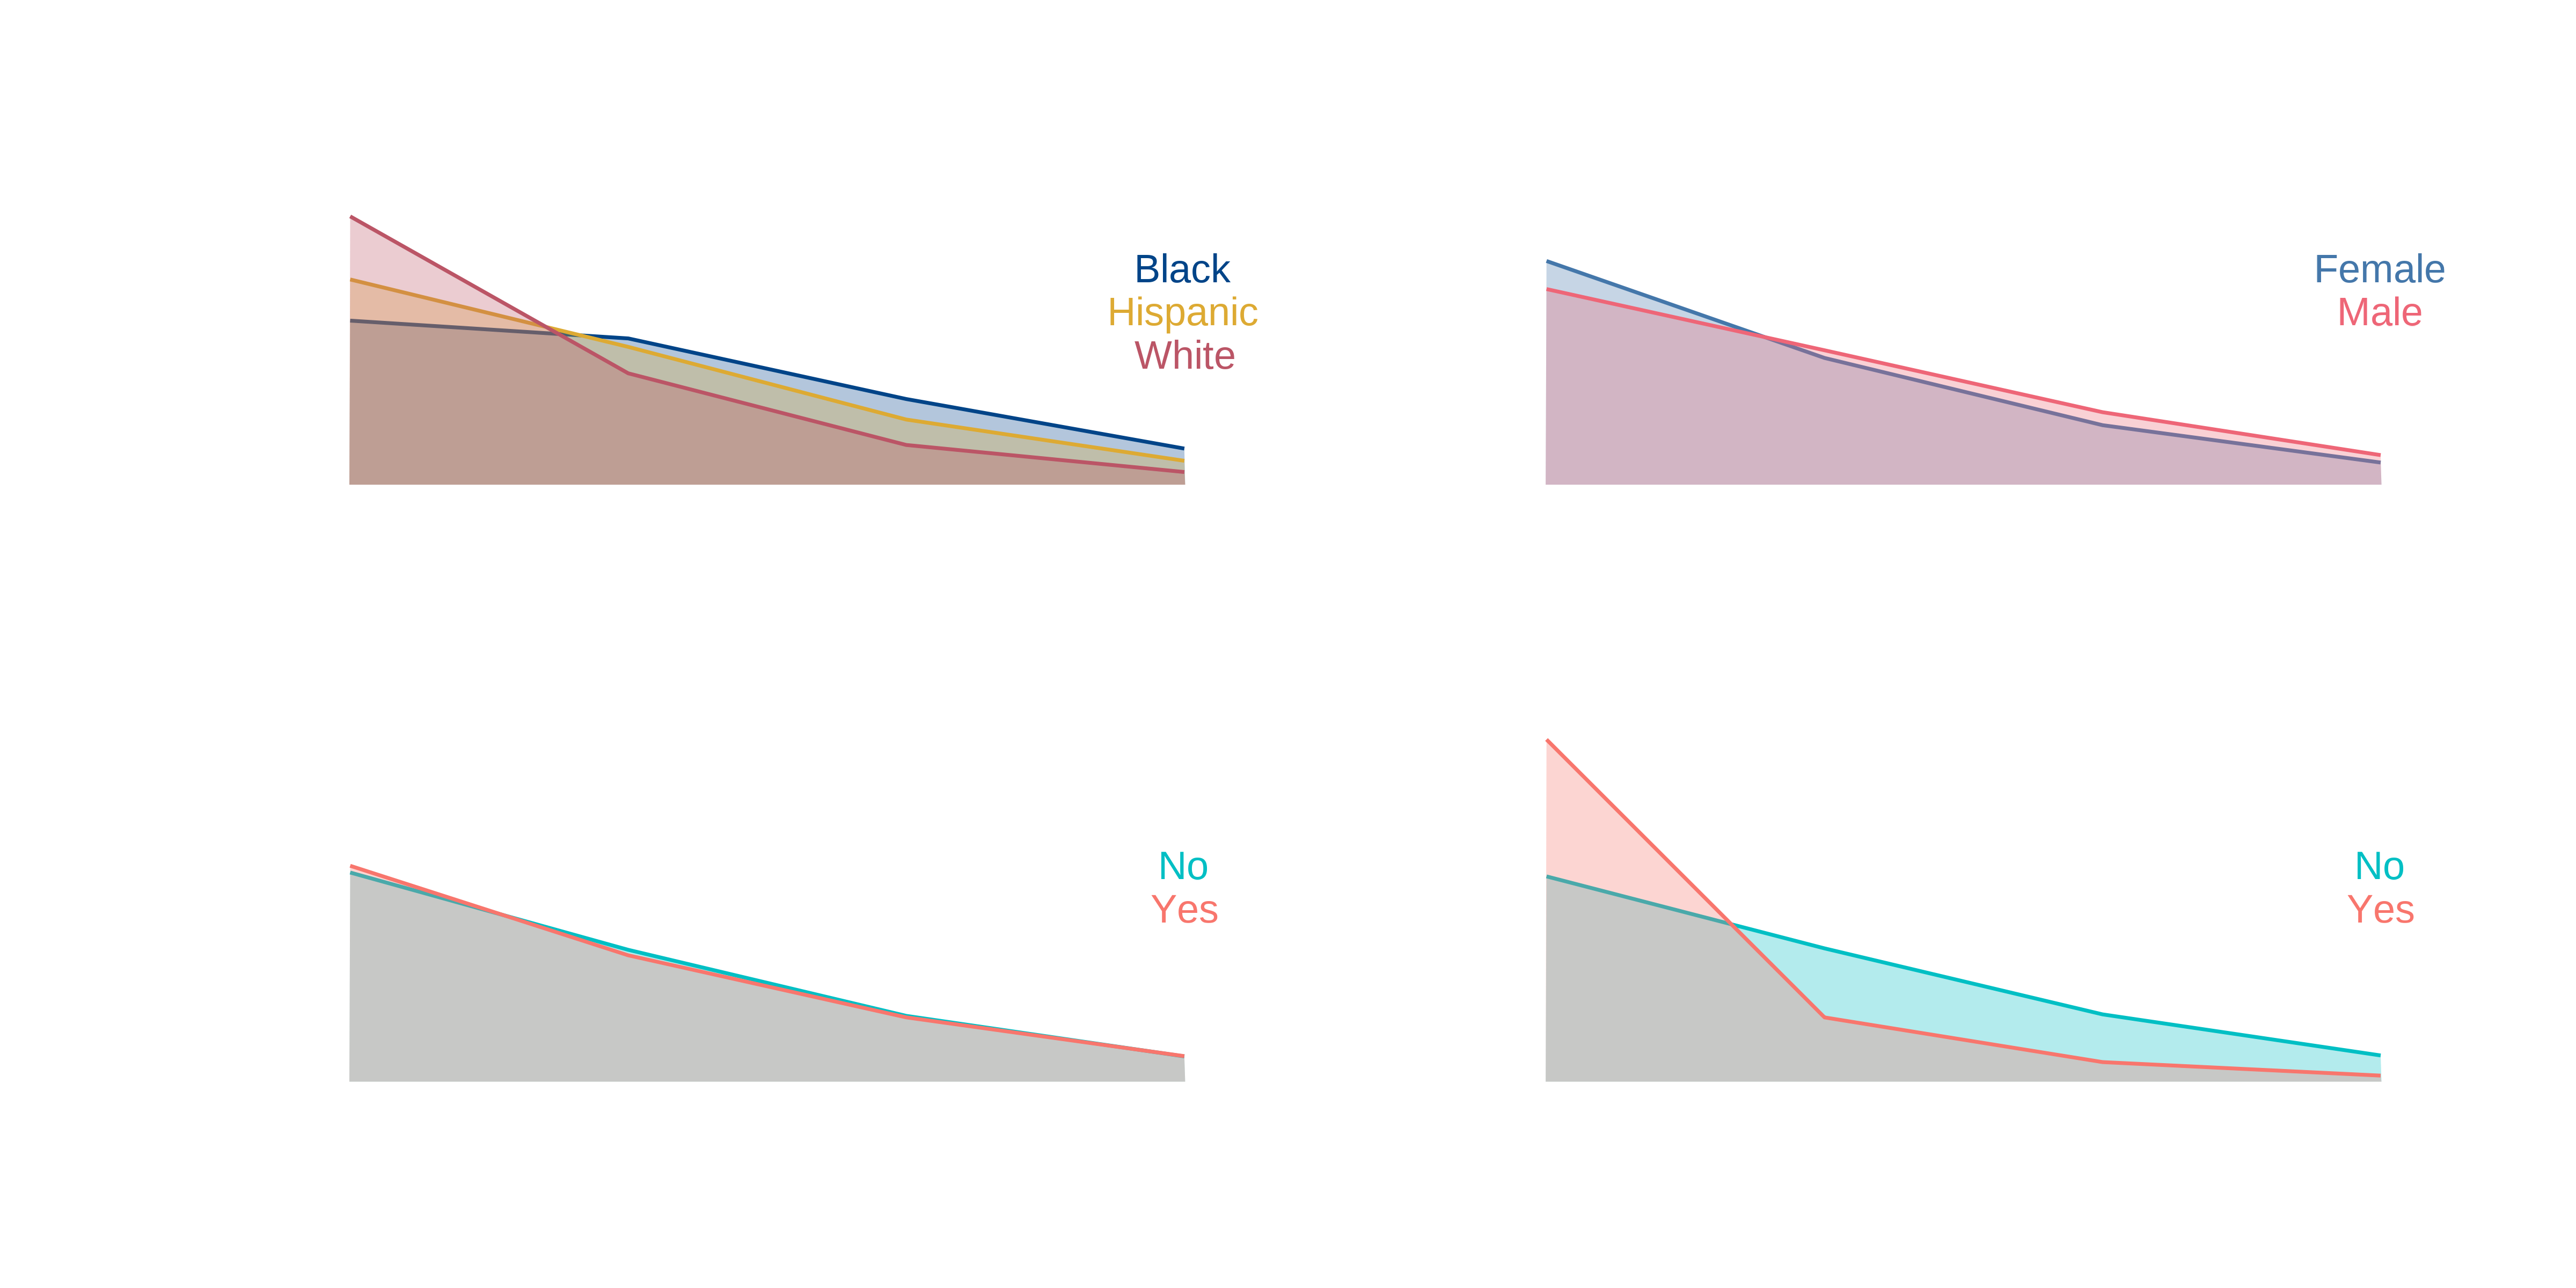 Black
Hispanic
White
Female
Male
No
Yes
No
Yes